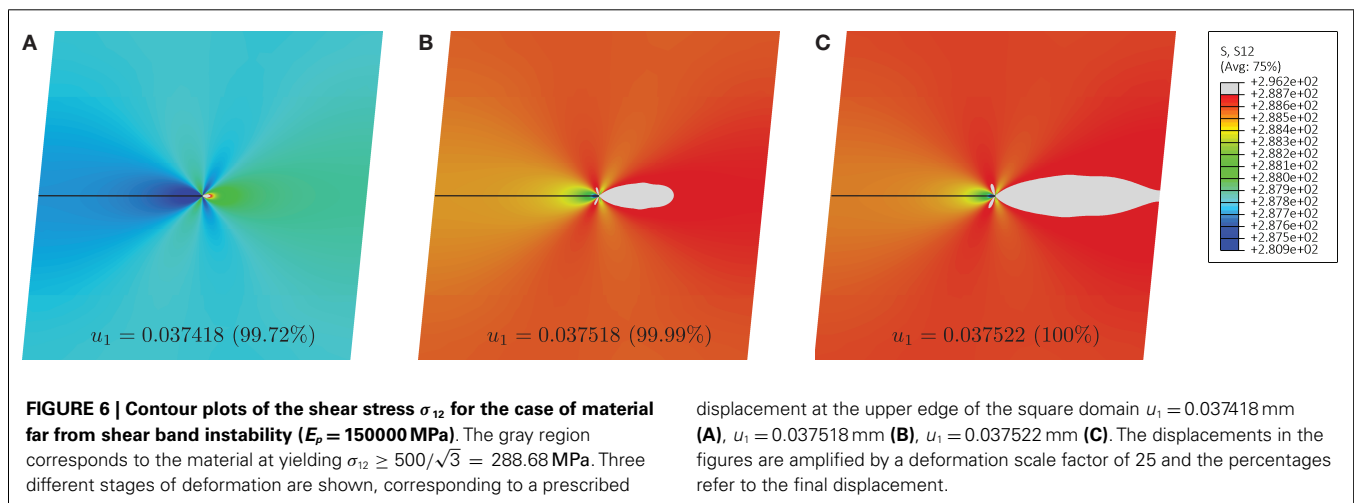 A
B
C
S, S12
(Avg: 75%)
+2.962e+02
+2.887e+02
+2.886e+02
+2.885e+02
+2.884e+02
+2.883e+02
+2.882e+02
+2.881e+02
+2.880e+02
+2.879e+02
+2.878e+02
+2.877e+02
+2.876e+02
+2.875e+02
+2.809e+02
u₁ = 0.037418 (99.72%)
u₁ = 0.037518 (99.99%)
u₁ = 0.037522 (100%)
FIGURE 6 | Contour plots of the shear stress σ₁₂ for the case of material
far from shear band instability (Eₚ = 150000 MPa). The gray region
corresponds to the material at yielding σ₁₂ ≥ 500/√3 = 288.68 MPa. Three
different stages of deformation are shown, corresponding to a prescribed
displacement at the upper edge of the square domain u₁ = 0.037418 mm
(A), u₁ = 0.037518 mm (B), u₁ = 0.037522 mm (C). The displacements in the
figures are amplified by a deformation scale factor of 25 and the percentages
refer to the final displacement.